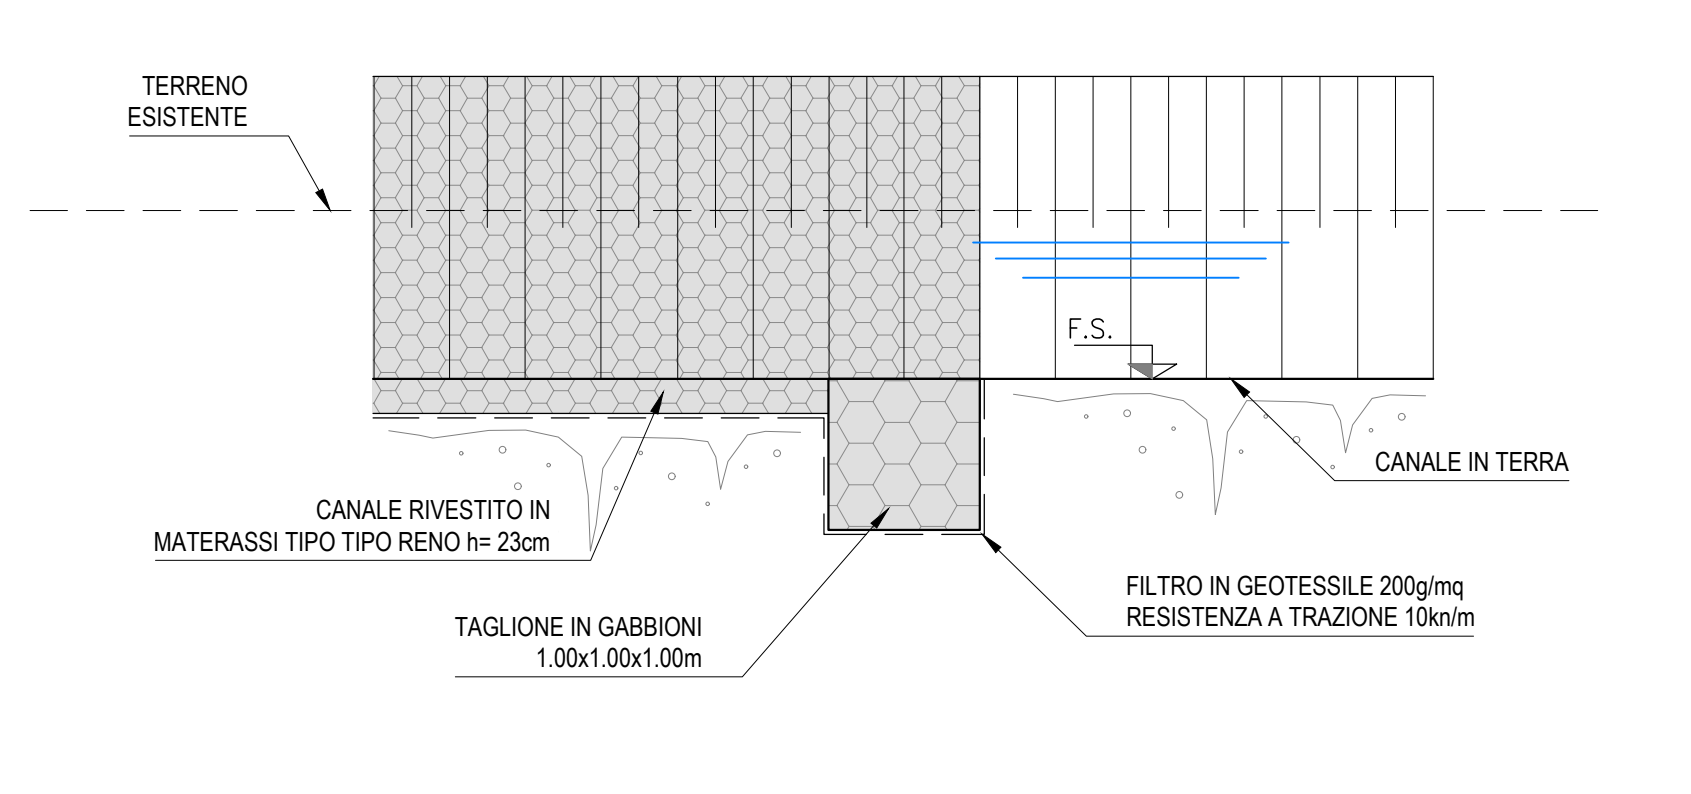 TERRENO
ESISTENTE
F.S.
CANALE IN TERRA
CANALE RIVESTITO IN
MATERASSI TIPO TIPO RENO h= 23cm
FILTRO IN GEOTESSILE 200g/mq
RESISTENZA A TRAZIONE 10kn/m
TAGLIONE IN GABBIONI
1.00x1.00x1.00m